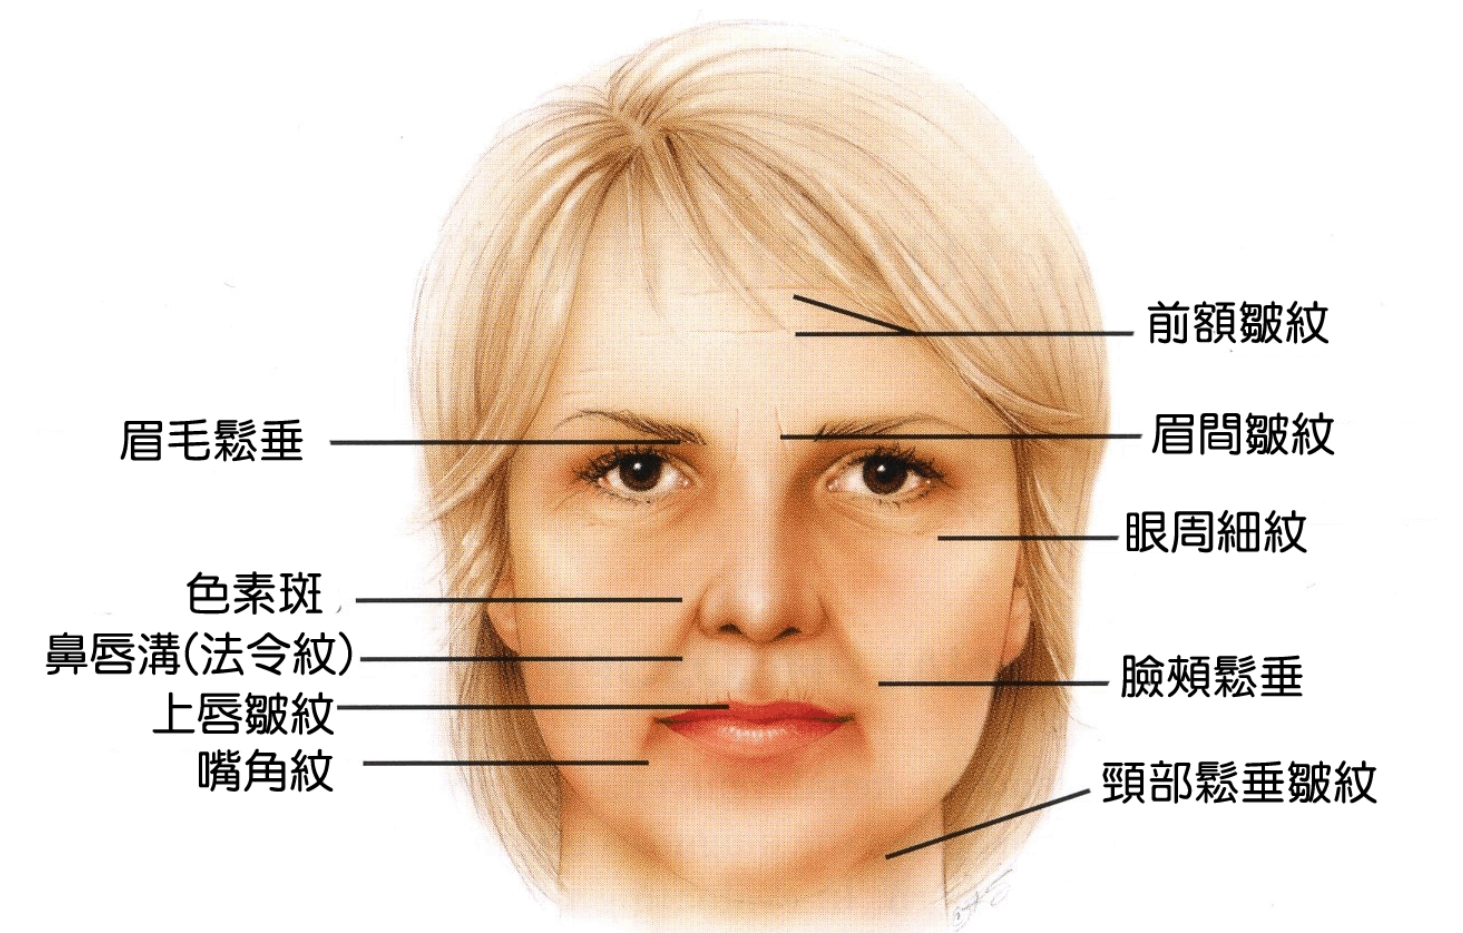 前額皺紋
眉毛鬆垂
眉間皺紋
眼周細紋
色素斑
鼻唇溝(法令紋)
臉頰鬆垂
上唇皺紋
嘴角紋
頸部鬆垂皺紋